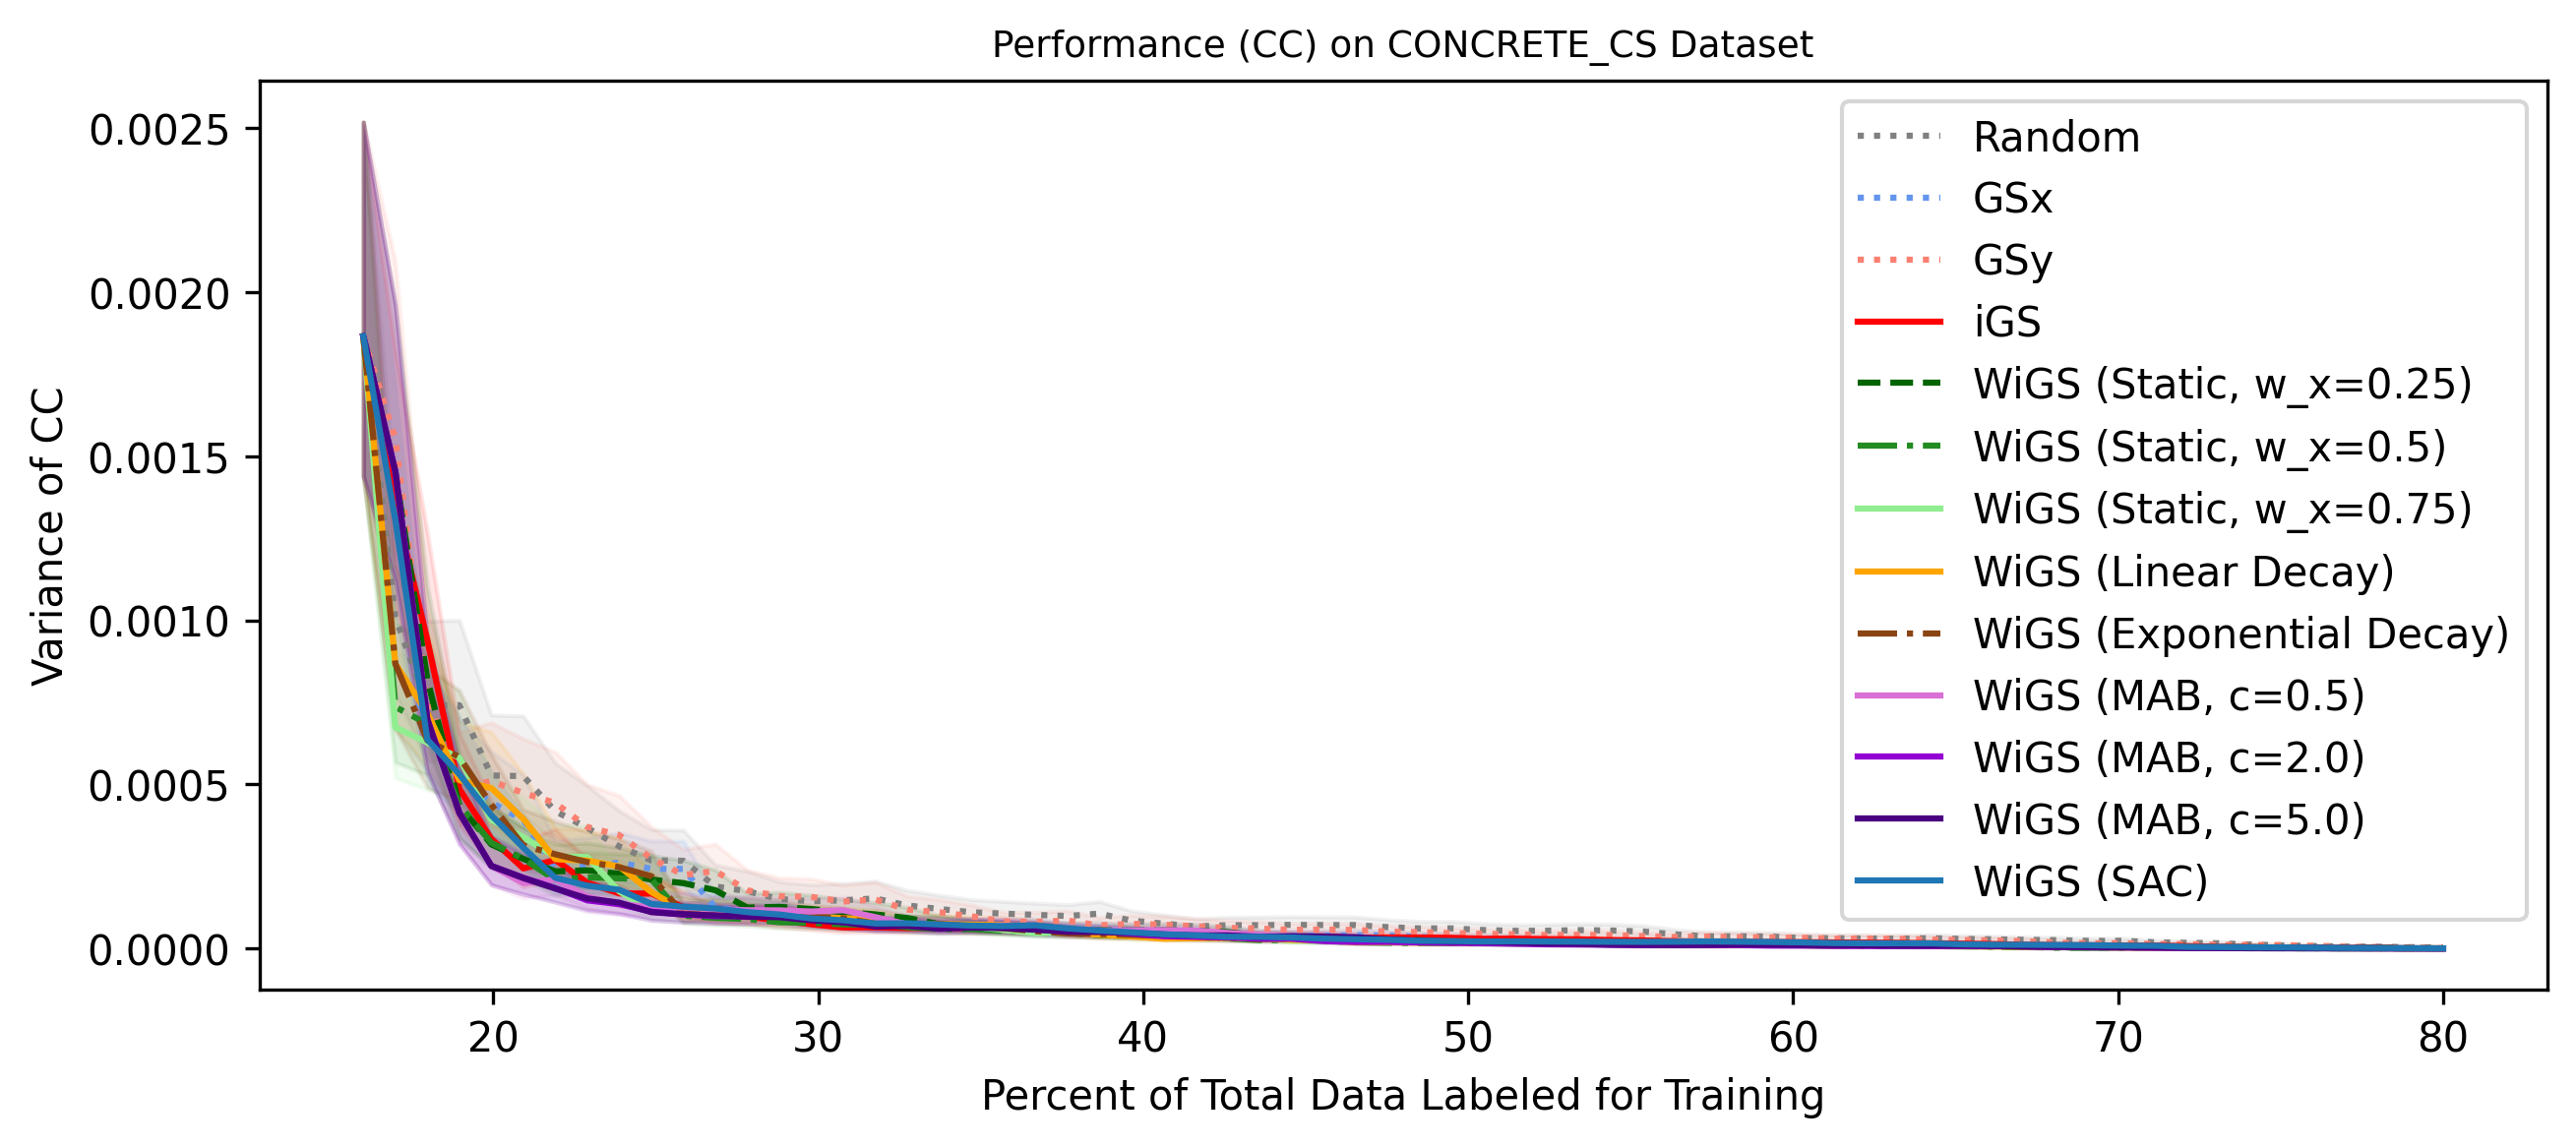 Performance (CC) on CONCRETE_CS Dataset
Variance of CC
0.0025
0.0020
0.0015
0.0010
0.0005
0.0000
20 30 40 50 60 70 80
Percent of Total Data Labeled for Training
Random
GSx
GSy
iGS
WiGS (Static, w_x=0.25)
WiGS (Static, w_x=0.5)
WiGS (Static, w_x=0.75)
WiGS (Linear Decay)
WiGS (Exponential Decay)
WiGS (MAB, c=0.5)
WiGS (MAB, c=2.0)
WiGS (MAB, c=5.0)
WiGS (SAC)